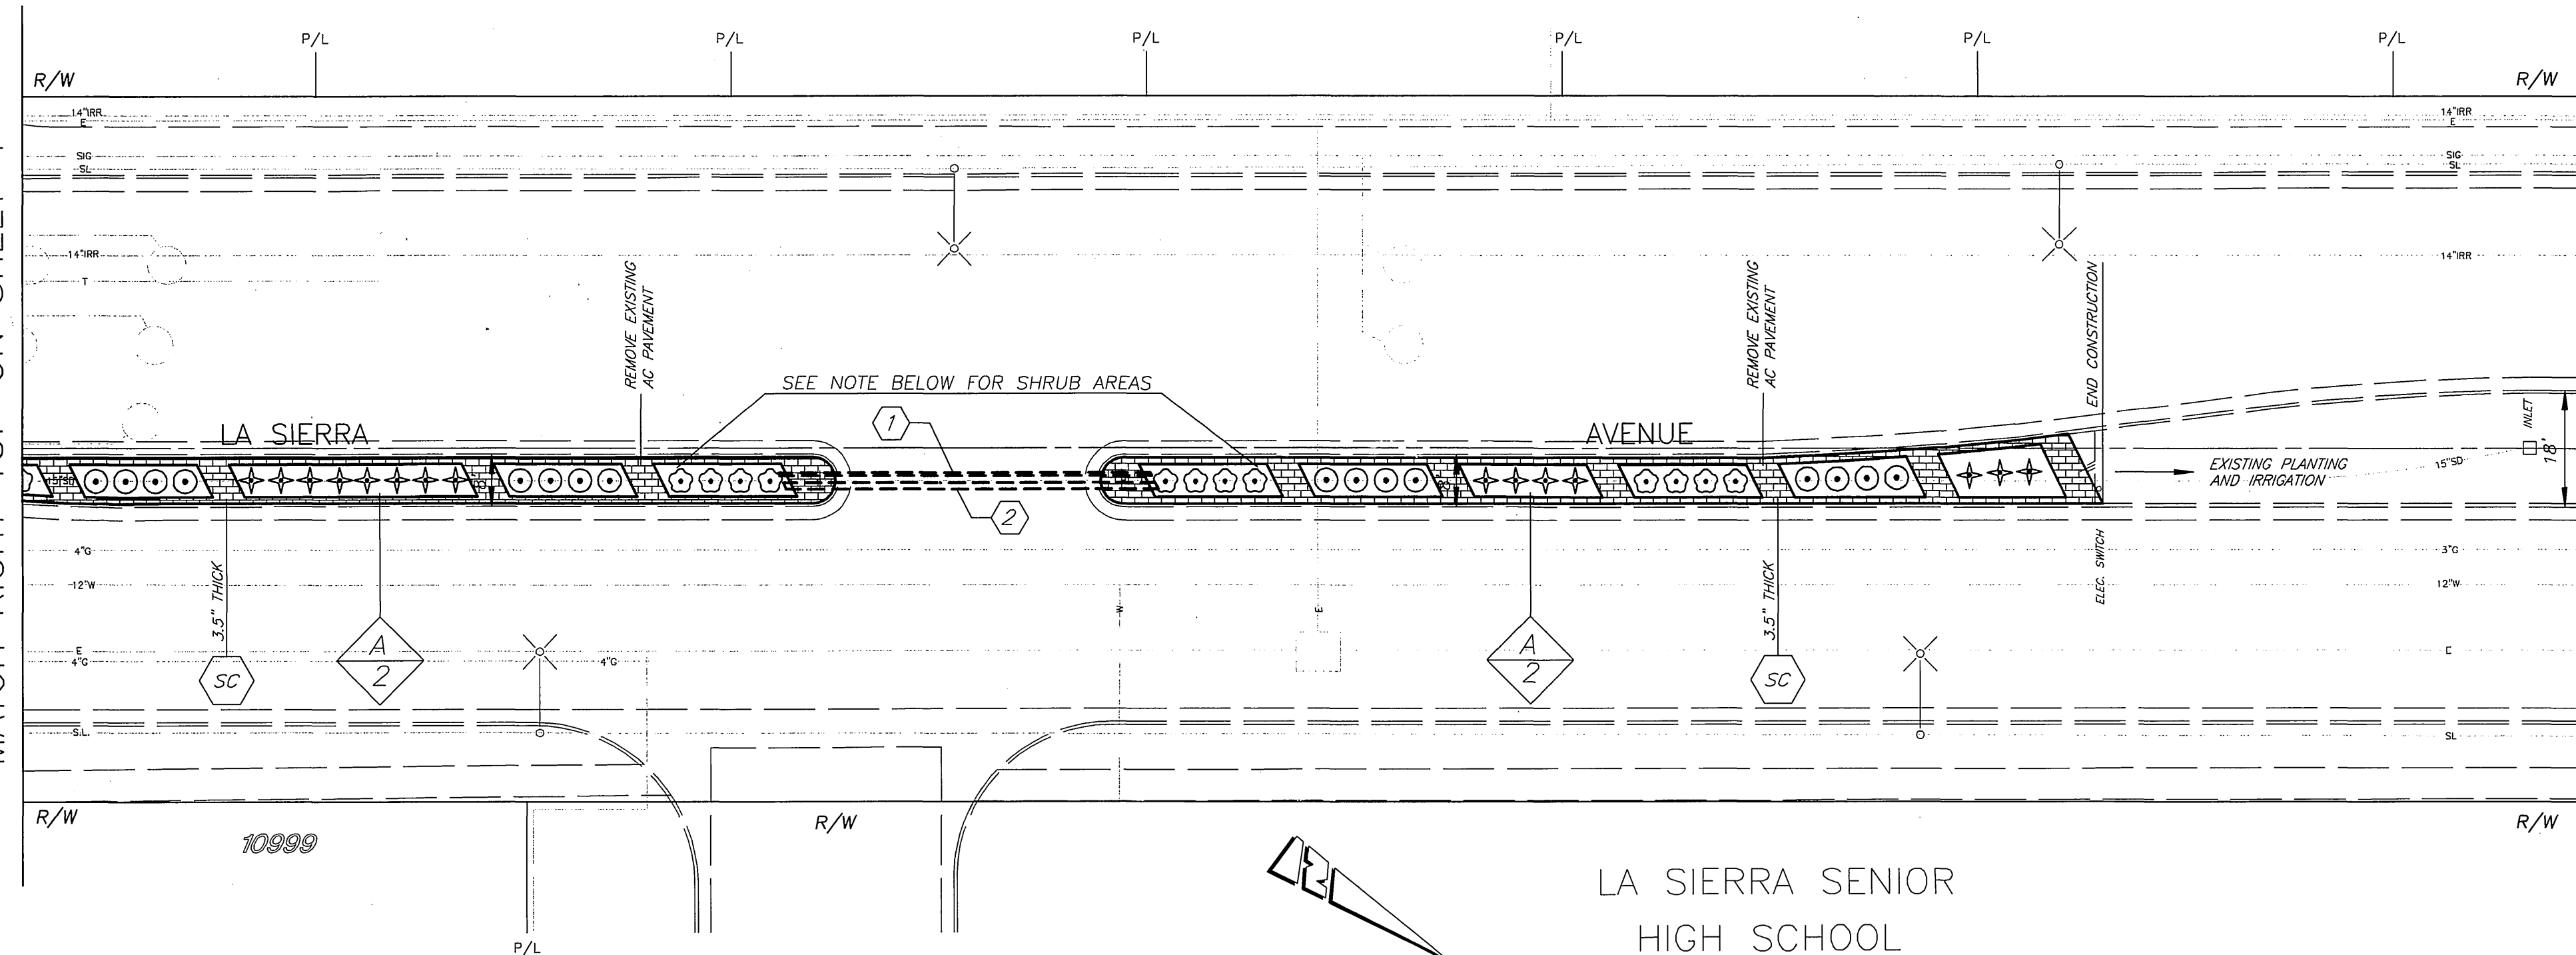 P/L
P/L
P/L
P/L
P/L
P/L
R/W
R/W
14"IRR
E
14"IRR
E
SIG
SL
SIG
SL
14"IRR
14"IRR
T
REMOVE EXISTING
AC PAVEMENT
REMOVE EXISTING
AC PAVEMENT
END CONSTRUCTION
SEE NOTE BELOW FOR SHRUB AREAS
1
LA SIERRA
AVENUE
INLET
18'
15"SD
8'
8'
EXISTING PLANTING
AND IRRIGATION
15"SD
2
4"G
3"G
12"W
12"W
3.5" THICK
W
E
3.5" THICK
ELEC. SWITCH
E
4"G
4"G
E
SC
A
2
A
2
SC
S.L.
SL
R/W
R/W
R/W
10999
P/L
LA SIERRA SENIOR
HIGH SCHOOL